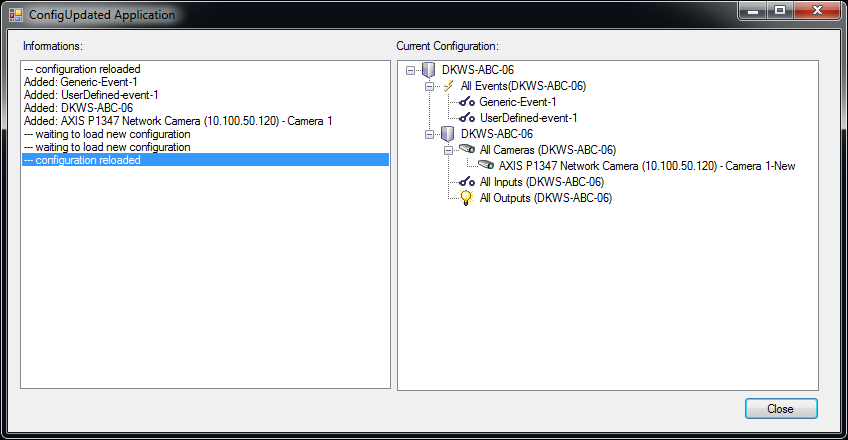 ConfigUpdated Application
Informations:
--- configuration reloaded
Added: Generic-Event-1
Added: UserDefined-event-1
Added: DKWS-ABC-06
Added: AXIS P1347 Network Camera (10.100.50.120) - Camera 1
--- waiting to load new configuration
--- waiting to load new configuration
--- configuration reloaded
Current Configuration:
DKWS-ABC-06
All Events(DKWS-ABC-06)
Generic-Event-1
UserDefined-event-1
DKWS-ABC-06
All Cameras (DKWS-ABC-06)
AXIS P1347 Network Camera (10.100.50.120) - Camera 1-New
All Inputs (DKWS-ABC-06)
All Outputs (DKWS-ABC-06)
Close